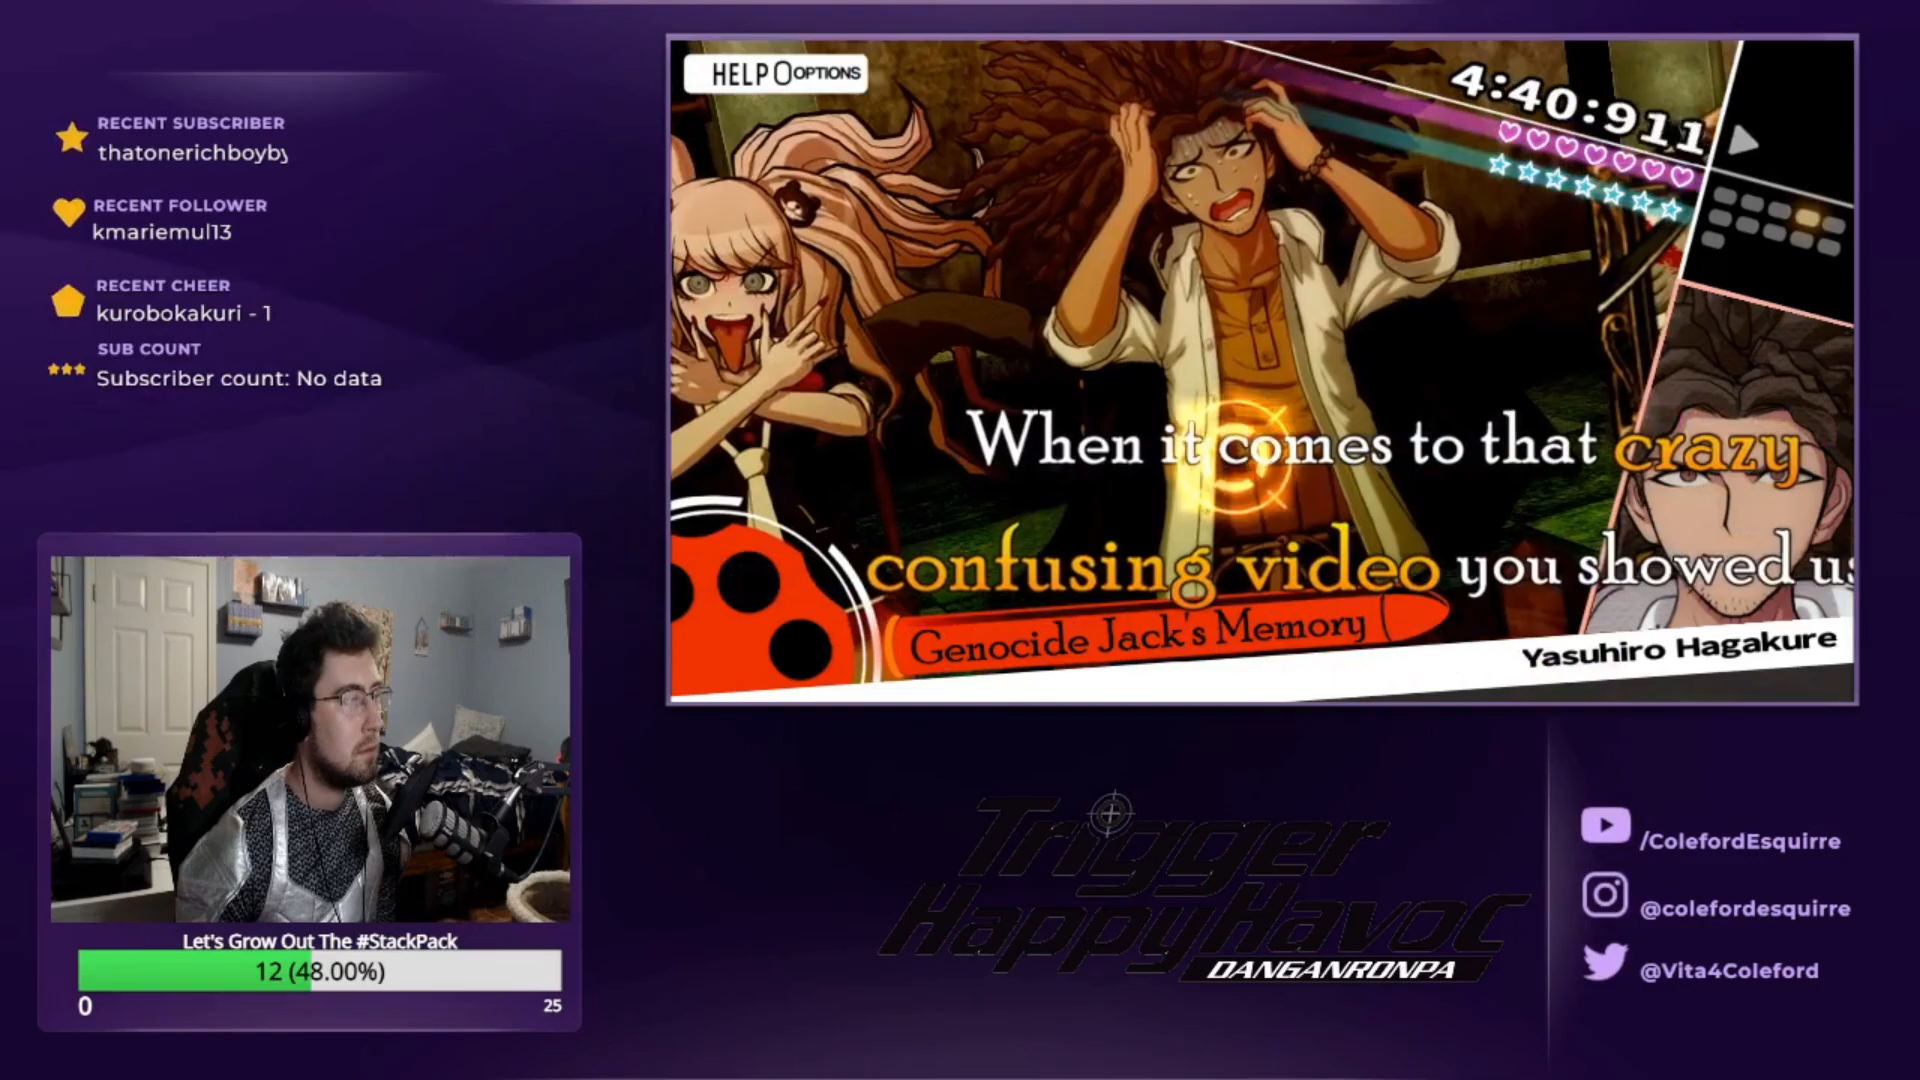 RECENT SUBSCRIBER
thatonerichboyby
RECENT FOLLOWER
kmariemul13
RECENT CHEER
kurobokakuri - 1
SUB COUNT
Subscriber count: No data
HELP OPTIONS
4:40:911
When it comes to that crazy
confusing video you showed us
Genocide Jack's Memory
Yasuhiro Hagakure
Let's Grow Out The #StackPack
12 (48.00%)
0
25
Trigger
HappyHavoc
DANGANRONPA
/ColefordEsquirre
@colefordesquirre
@Vita4Coleford